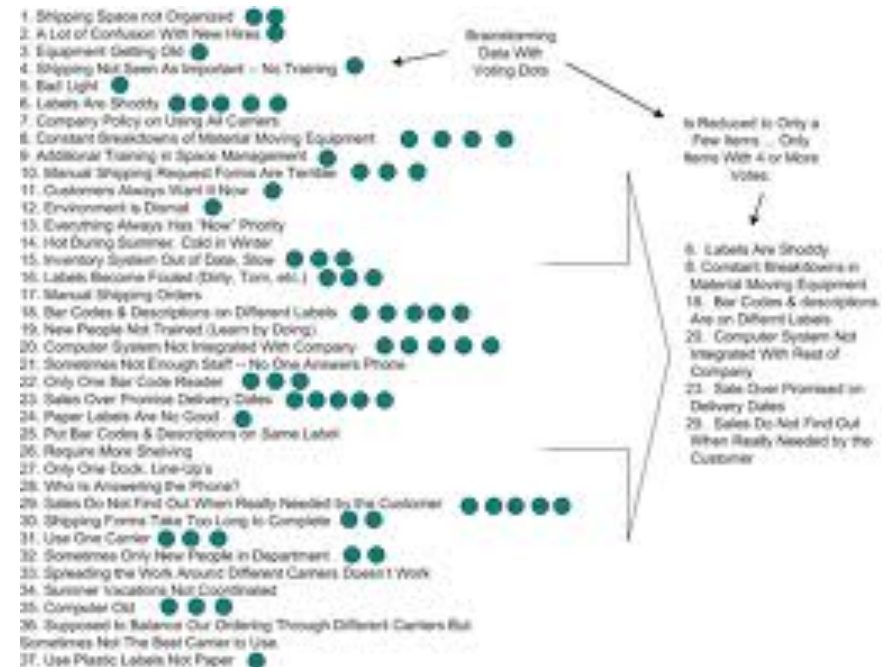 1. Shipping Space not Organized
2. A Lot of Confusion With New Hires
3. Equipment Getting Old
4. Shipping Not Seen As Important -- No Training
5. Bad Light
6. Labels Are Shoddy
7. Company Policy on Using All Carriers
8. Constant Breakdowns of Material Moving Equipment
9. Additional Training in Space Management
10. Manual Shipping Request Forms Are Terrible
11. Customers Always Want It Now
12. Environment is Dismal
13. Everything Always Has "Now" Priority
14. Hot During Summer, Cold in Winter
15. Inventory System Out of Date, Slow
16. Labels Become Fouled (Dirty, Torn, etc.)
17. Manual Shipping Orders
18. Bar Codes & Descriptions on Different Labels
19. New People Not Trained (Learn by Doing)
20. Computer System Not Integrated With Company
21. Sometimes Not Enough Staff -- No One Answers Phone
22. Only One Bar Code Reader
23. Sales Over Promise Delivery Dates
24. Paper Labels Are No Good
25. Put Bar Codes & Descriptions on Same Label
26. Require More Shelving
27. Only One Dock, Line-Up's
28. Who Is Answering the Phone?
29. Sales Do Not Find Out When Really Needed by the Customer
30. Shipping Forms Take Too Long to Complete
31. Use One Carrier
32. Sometimes Only New People in Department
33. Spreading the Work Around Different Carriers Doesn't Work
34. Summer Vacations Not Coordinated
35. Computer Old
36. Supposed to Balance Our Ordering Through Different Carriers But
Sometimes Not The Best Carrier to Use.
37. Use Plastic Labels Not Paper
Brainstorming
Data With
Voting Dots
Is Reduced to Only a
Few Items ... Only
Items With 4 or More
Votes.
6. Labels Are Shoddy
8. Constant Breakdowns in
Material Moving Equipment
18. Bar Codes & descriptions
Are on Differnt Labels
20. Computer System Not
Integrated With Rest of
Company
23. Sale Over Promised on
Delivery Dates
29. Sales Do Not Find Out
When Really Needed by the
Customer